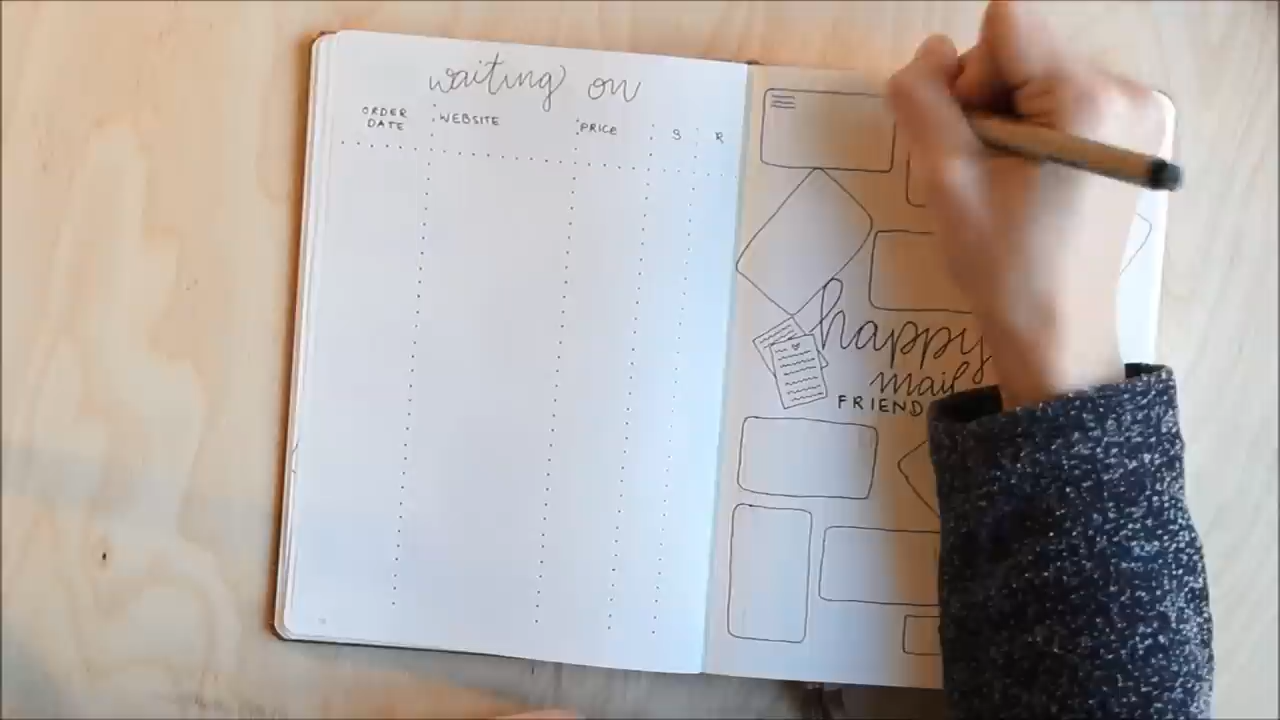 waiting on
ORDER DATE
WEBSITE
PRICE
S
R
happy
mail
FRIEND